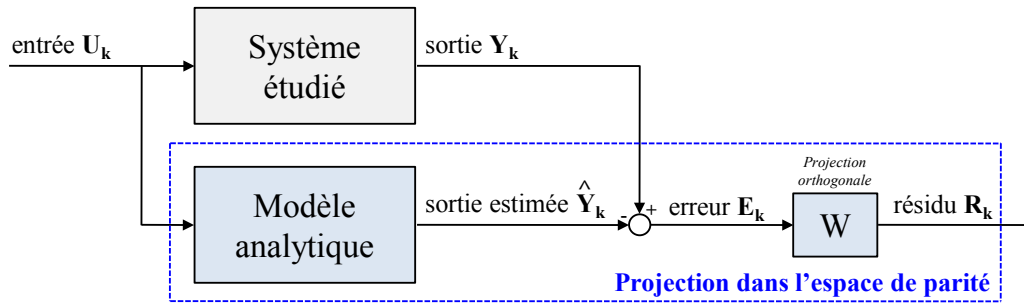 entrée U_k
Système
étudié
sortie Y_k
Modèle
analytique
sortie estimée Ŷ_k
-
+
erreur E_k
Projection
orthogonale
W
résidu R_k
Projection dans l'espace de parité